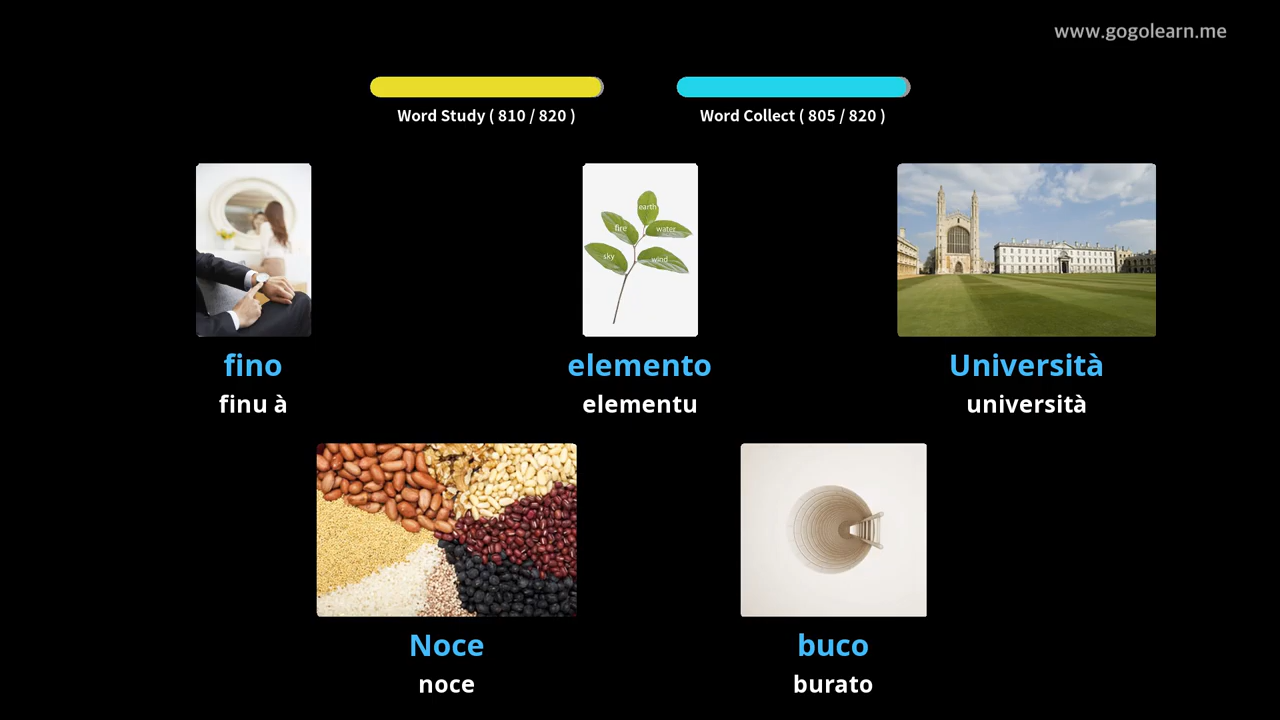 www.gogolearn.me
Word Study ( 810 / 820 )
Word Collect ( 805 / 820 )
earth
fire
water
sky
wind
fino
elemento
Università
finu à
elementu
università
Noce
buco
noce
burato